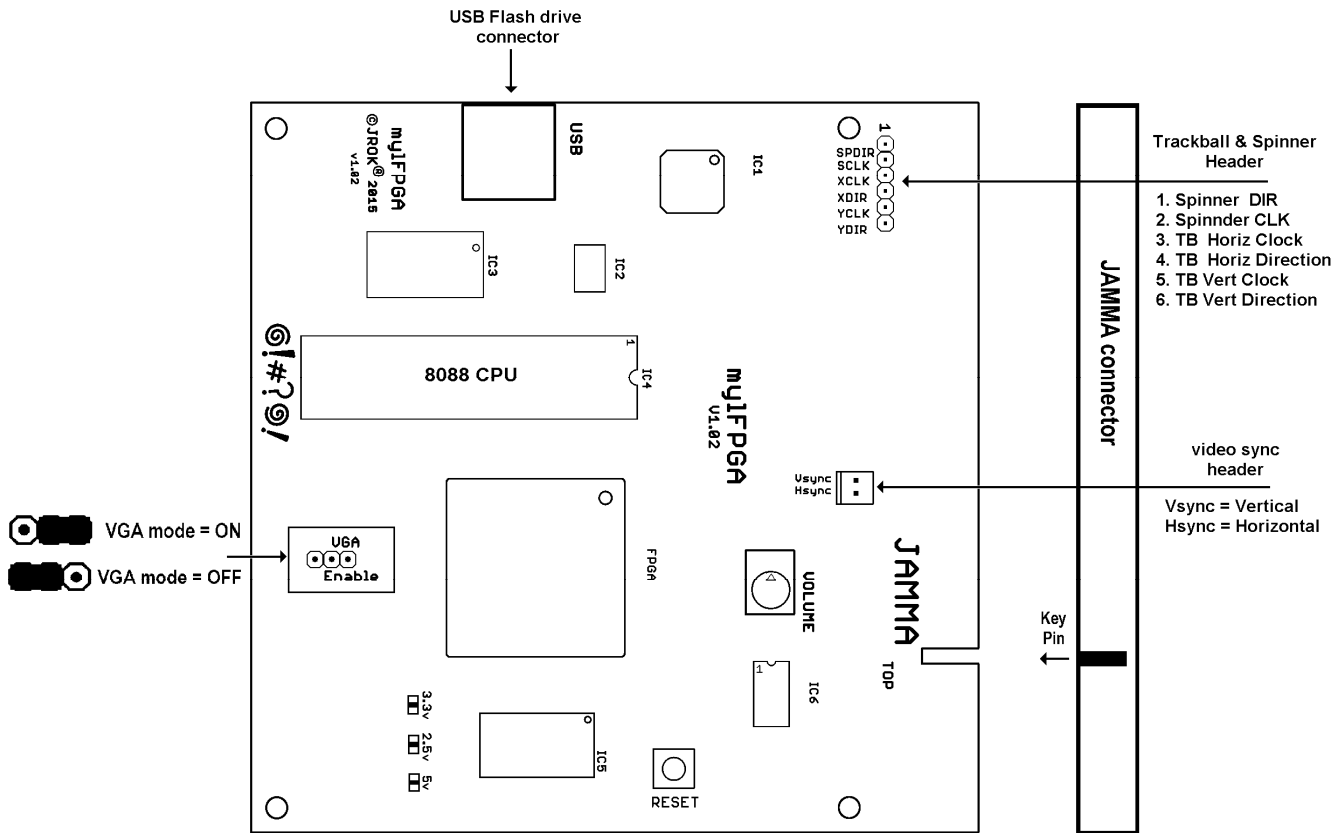 USB Flash drive
connector
mylFPGA
©JROK® 2015
v1.02
USB
IC1
1
SPDIR
SCLK
XCLK
XDIR
YCLK
YDIR
Trackball & Spinner
Header
1. Spinner DIR
2. Spinnder CLK
3. TB Horiz Clock
4. TB Horiz Direction
5. TB Vert Clock
6. TB Vert Direction
IC3
IC2
@!#?@!
8088 CPU
1
IC4
mylFPGA
V1.02
JAMMA connector
Vsync
Hsync
video sync
header
Vsync = Vertical
Hsync = Horizontal
VGA mode = ON
VGA mode = OFF
VGA
Enable
FPGA
VOLUME
JAMMA
TOP
Key
Pin
1
IC6
3.3v
2.5v
5v
IC5
RESET